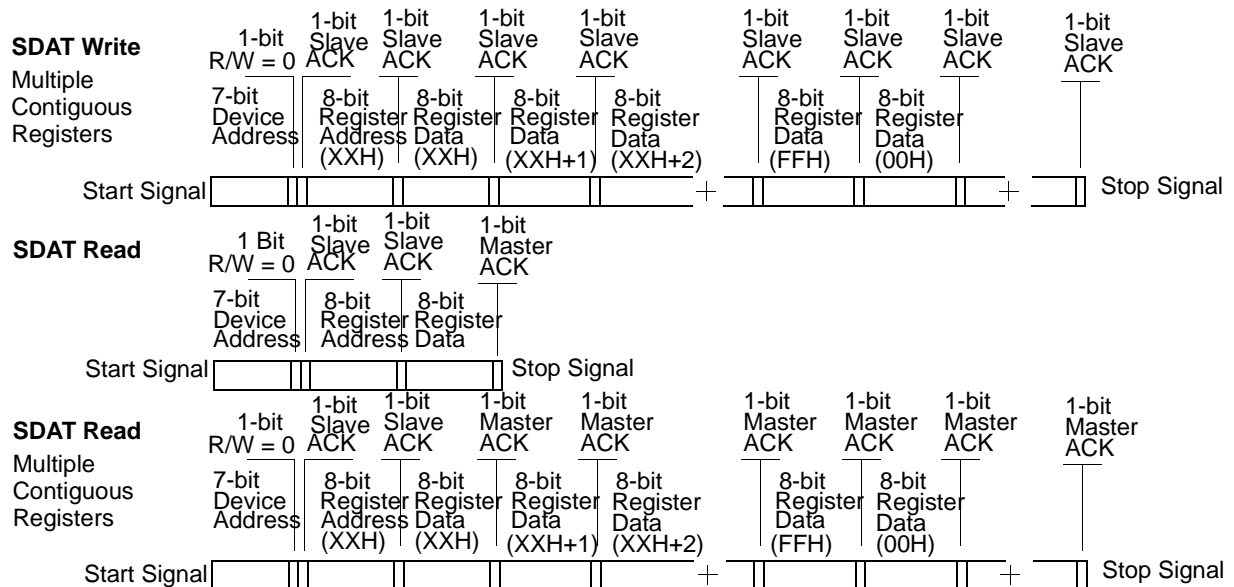 SDAT Write
Multiple
Contiguous
Registers
1-bit
R/W = 0
1-bit
Slave
ACK
1-bit
Slave
ACK
1-bit
Slave
ACK
1-bit
Slave
ACK
1-bit
Slave
ACK
1-bit
Slave
ACK
1-bit
Slave
ACK
1-bit
Slave
ACK
7-bit
Device
Address
8-bit
Register
Address
(XXH)
8-bit
Register
Data
(XXH)
8-bit
Register
Data
(XXH+1)
8-bit
Register
Data
(XXH+2)
8-bit
Register
Data
(FFH)
8-bit
Register
Data
(00H)
Start Signal
Stop Signal
SDAT Read
1 Bit
R/W = 0
1-bit
Slave
ACK
1-bit
Slave
ACK
1-bit
Master
ACK
7-bit
Device
Address
8-bit
Register
Address
8-bit
Register
Data
Start Signal
Stop Signal
SDAT Read
Multiple
Contiguous
Registers
1-bit
R/W = 0
1-bit
Slave
ACK
1-bit
Slave
ACK
1-bit
Master
ACK
1-bit
Master
ACK
1-bit
Master
ACK
1-bit
Master
ACK
1-bit
Master
ACK
1-bit
Master
ACK
7-bit
Device
Address
8-bit
Register
Address
(XXH)
8-bit
Register
Data
(XXH)
8-bit
Register
Data
(XXH+1)
8-bit
Register
Data
(XXH+2)
8-bit
Register
Data
(FFH)
8-bit
Register
Data
(00H)
Start Signal
Stop Signal